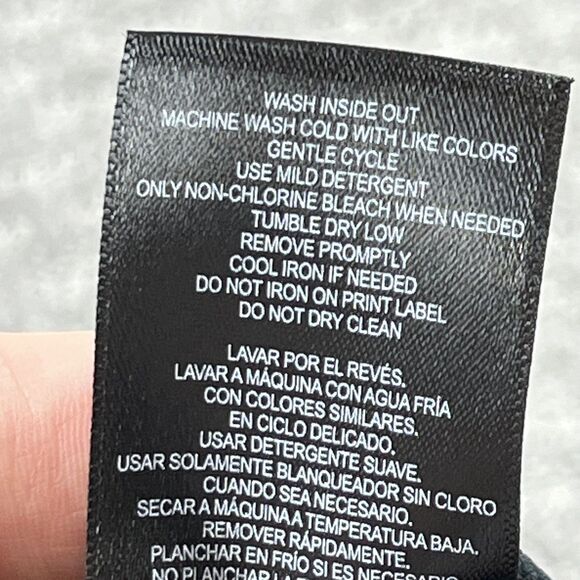 WASH INSIDE OUT
MACHINE WASH COLD WITH LIKE COLORS
GENTLE CYCLE
USE MILD DETERGENT
ONLY NON-CHLORINE BLEACH WHEN NEEDED
TUMBLE DRY LOW
REMOVE PROMPTLY
COOL IRON IF NEEDED
DO NOT IRON ON PRINT LABEL
DO NOT DRY CLEAN
LAVAR POR EL REVÉS.
LAVAR A MÁQUINA CON AGUA FRÍA
CON COLORES SIMILARES.
EN CICLO DELICADO.
USAR DETERGENTE SUAVE.
USAR SOLAMENTE BLANQUEADOR SIN CLORO
CUANDO SEA NECESARIO.
SECAR A MÁQUINA A TEMPERATURA BAJA.
REMOVER RÁPIDAMENTE.
PLANCHAR EN FRÍO SI ES
NO PLANCHAR